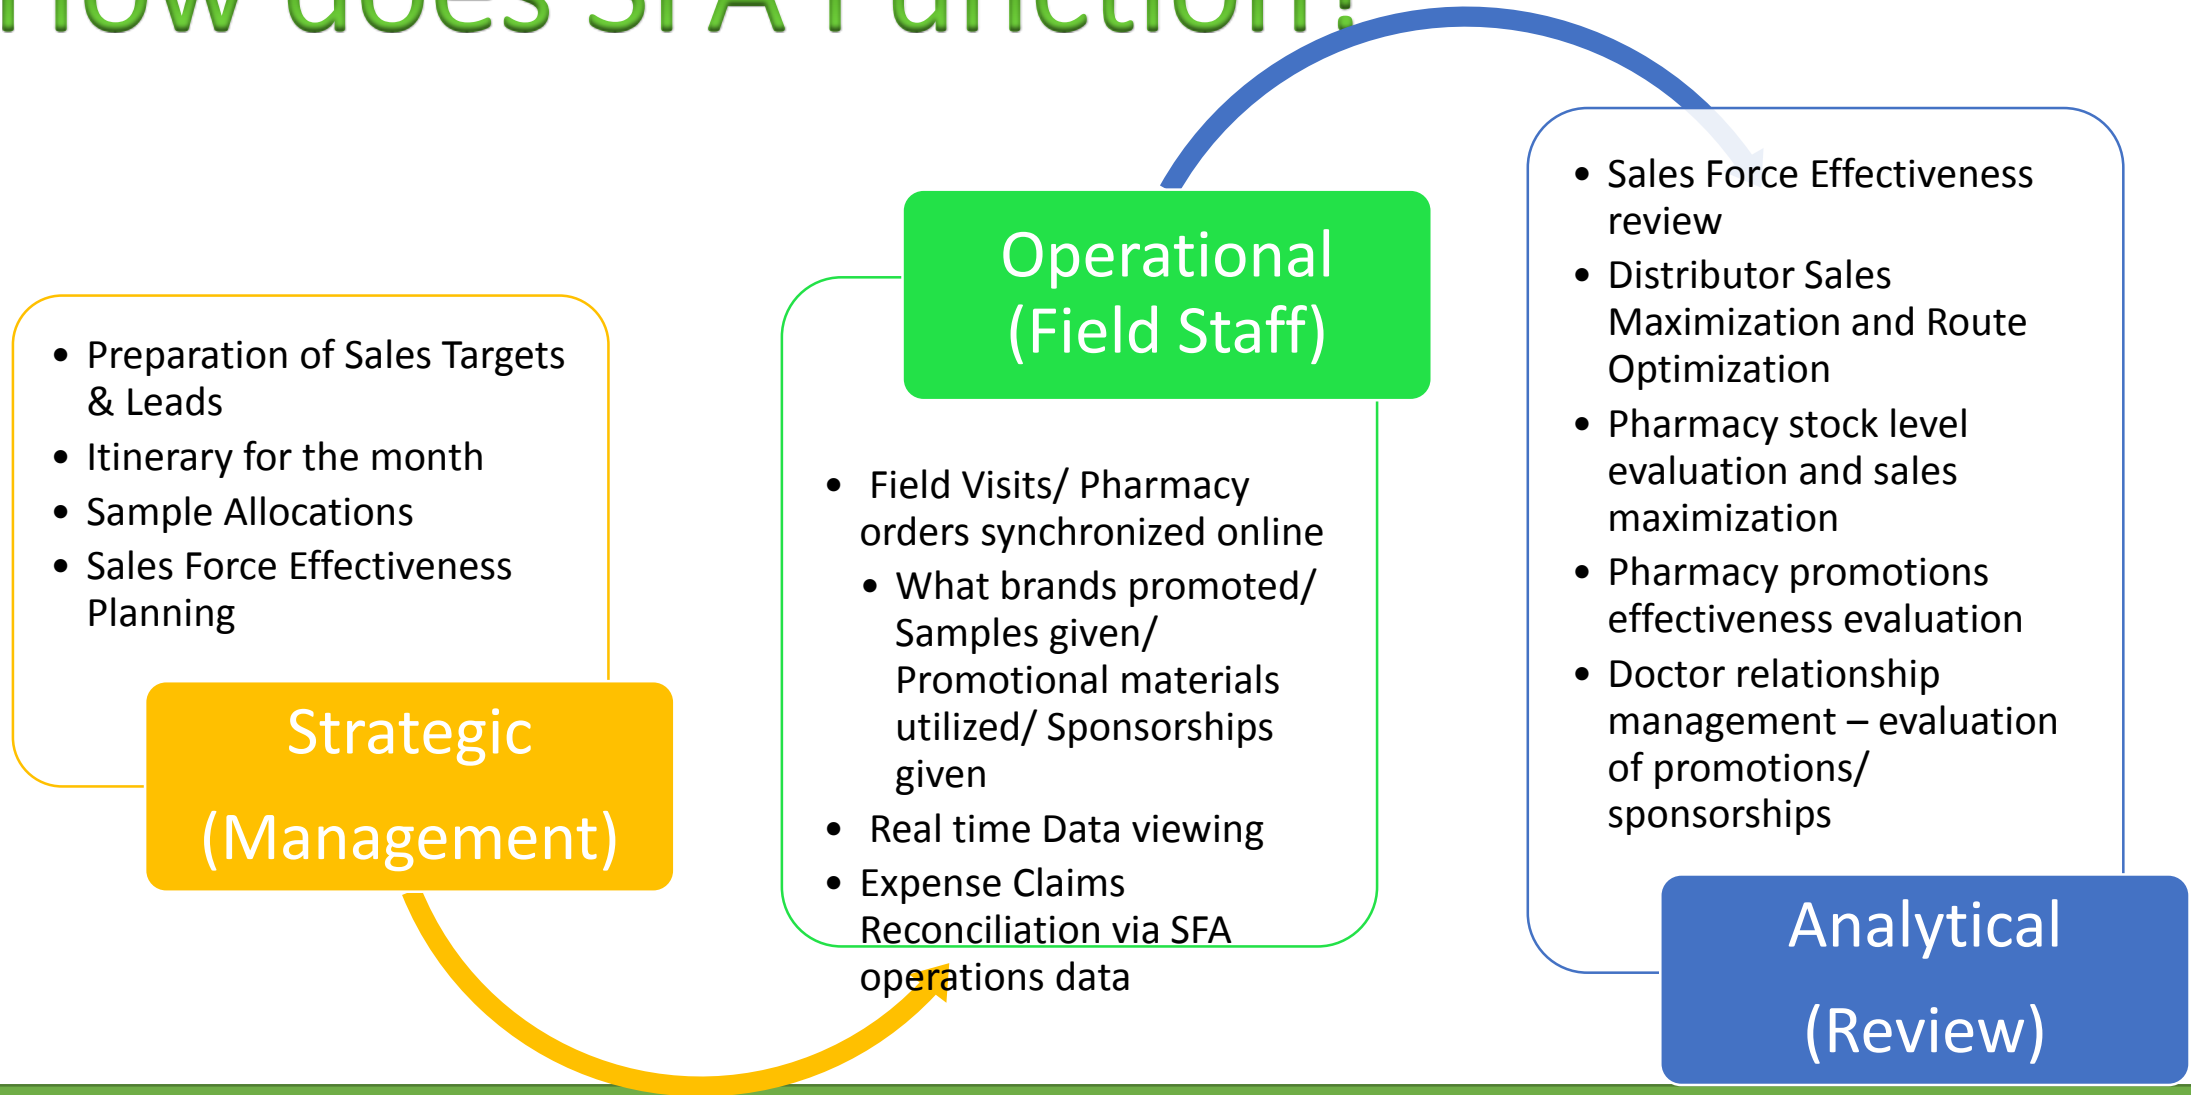 How does SFA Function?
• Preparation of Sales Targets
& Leads
• Itinerary for the month
• Sample Allocations
• Sales Force Effectiveness
Planning
Strategic
(Management)
Operational
(Field Staff)
• Field Visits/ Pharmacy
orders synchronized online
• What brands promoted/
Samples given/
Promotional materials
utilized/ Sponsorships
given
• Real time Data viewing
• Expense Claims
Reconciliation via SFA
operations data
• Sales Force Effectiveness
review
• Distributor Sales
Maximization and Route
Optimization
• Pharmacy stock level
evaluation and sales
maximization
• Pharmacy promotions
effectiveness evaluation
• Doctor relationship
management – evaluation
of promotions/
sponsorships
Analytical
(Review)